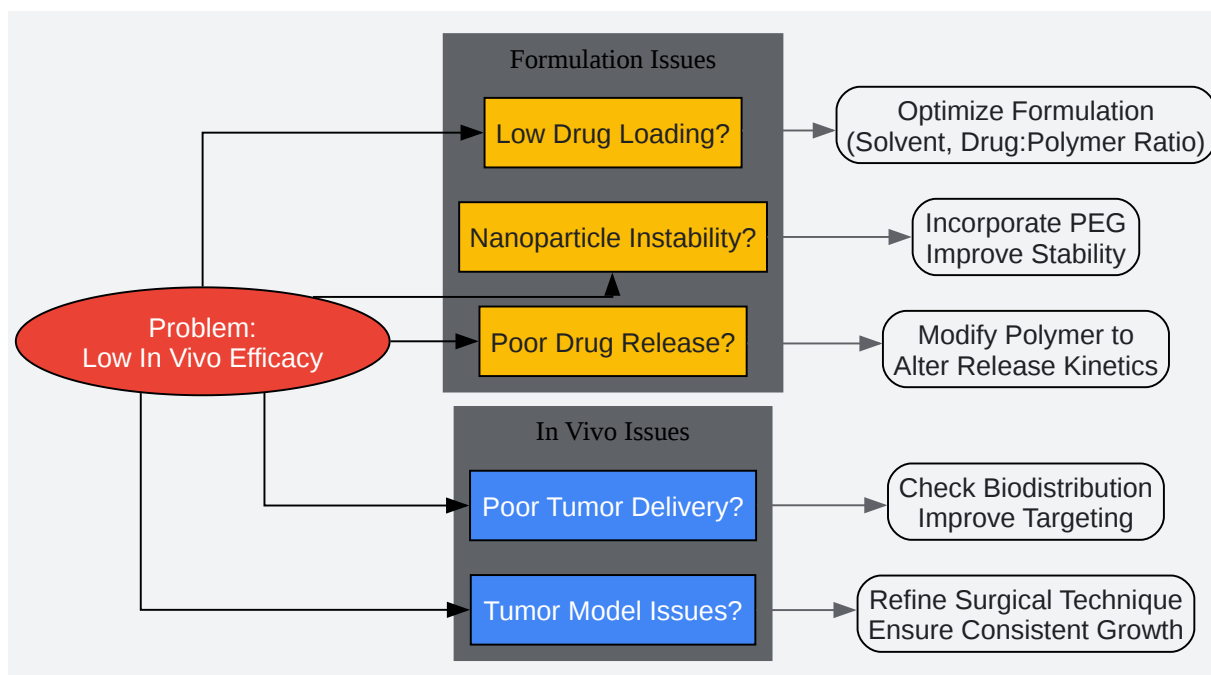 Formulation Issues
Low Drug Loading?
Optimize Formulation
(Solvent, Drug:Polymer Ratio)
Nanoparticle Instability?
Incorporate PEG
Improve Stability
Problem:
Low In Vivo Efficacy
Poor Drug Release?
Modify Polymer to
Alter Release Kinetics
In Vivo Issues
Poor Tumor Delivery?
Check Biodistribution
Improve Targeting
Tumor Model Issues?
Refine Surgical Technique
Ensure Consistent Growth